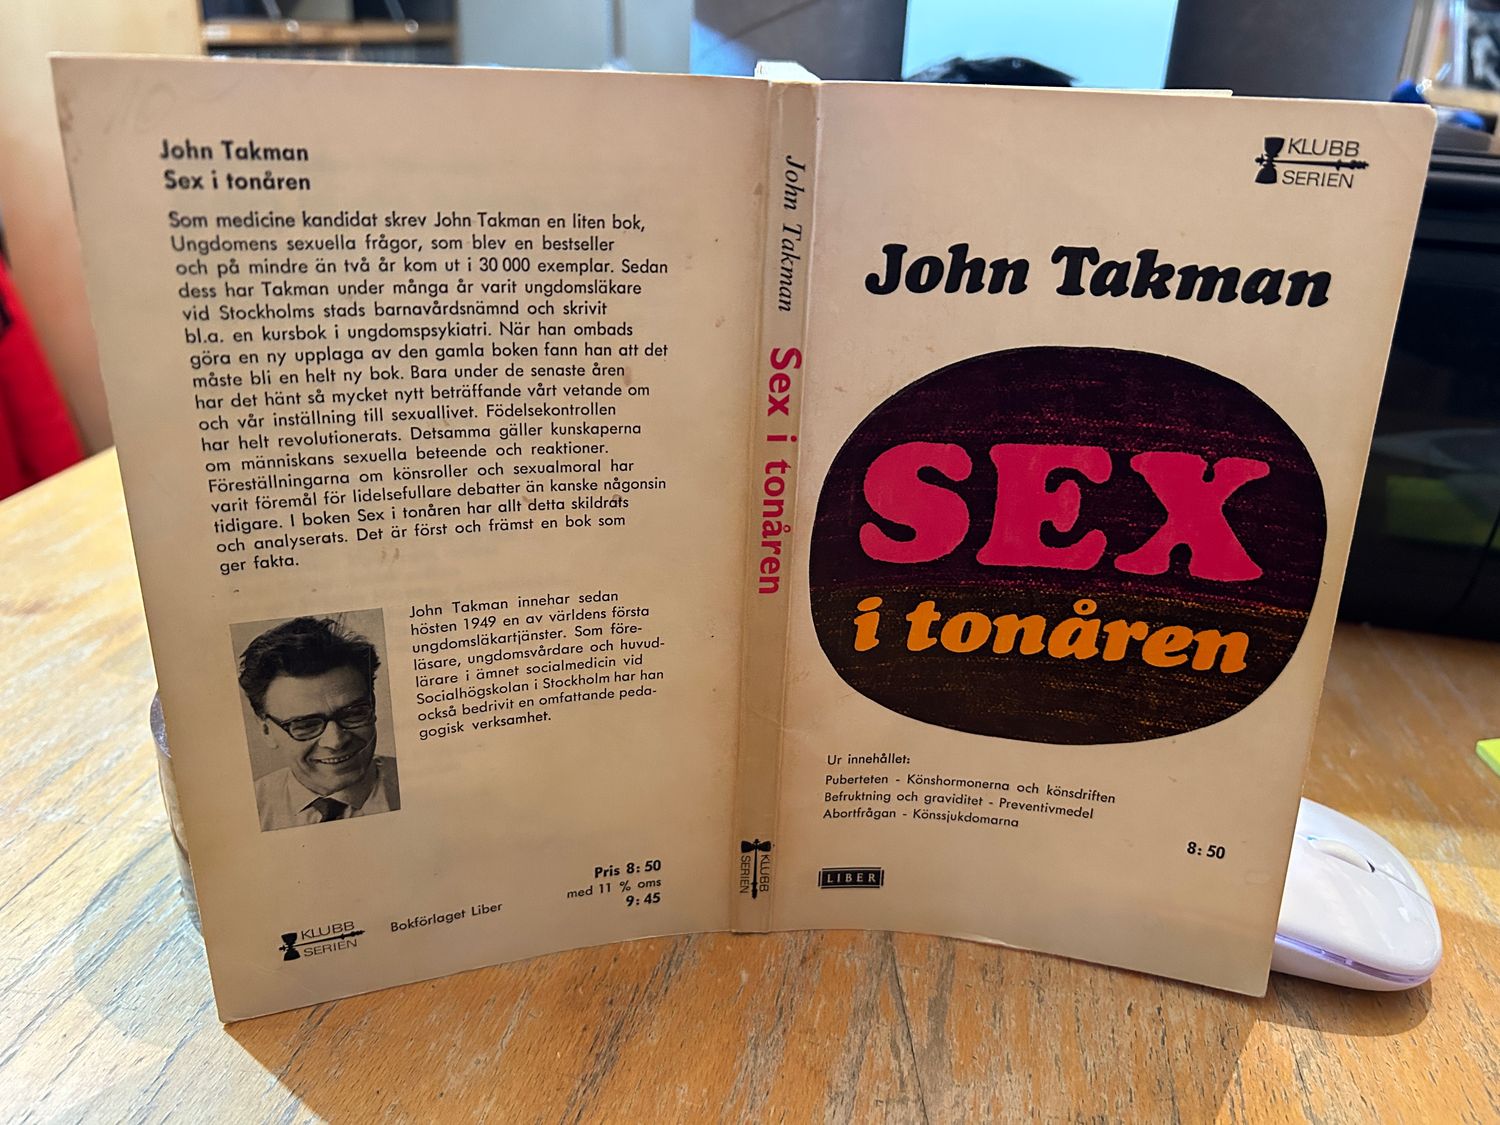 John Takman
Sex i tonåren
Som medicine kandidat skrev John Takman en liten bok,
Ungdomens sexuella frågor, som blev en bestseller
och på mindre än två år kom ut i 30 000 exemplar. Sedan
dess har Takman under många år varit ungdomsläkare
vid Stockholms stads barnavårdsnämnd och skrivit
bl.a. en kursbok i ungdomspsykiatri. När han ombads
göra en ny upplaga av den gamla boken fann han att det
måste bli en helt ny bok. Bara under de senaste åren
har det hänt så mycket nytt beträffande vårt vetande om
och vår inställning till sexuallivet. Födelsekontrollen
har helt revolutionerats. Detsamma gäller kunskaperna
om människans sexuella beteende och reaktioner.
Föreställningarna om könsroller och sexualmoral har
varit föremål för lidelsefullare debatter än kanske någonsin
tidigare. I boken Sex i tonåren har allt detta skildrats
och analyserats. Det är först och främst en bok som
ger fakta.
John Takman innehar sedan
hösten 1949 en av världens första
ungdomsläkartjänster. Som före-
läsare, ungdomsvårdare och huvud-
lärare i ämnet socialmedicin vid
Socialhögskolan i Stockholm har han
också bedrivit en omfattande peda-
gogisk verksamhet.
Pris 8:50
med 11 % oms
9:45
Bokförlaget Liber
KLUBB
SERIEN
John Takman Sex i tonåren
KLUBB
SERIEN
KLUBB
SERIEN
John Takman
SEX
i tonåren
Ur innehållet:
Puberteten - Könshormonerna och könsdriften
Befruktning och graviditet - Preventivmedel
Abortfrågan - Könssjukdomarna
8:50
LIBER